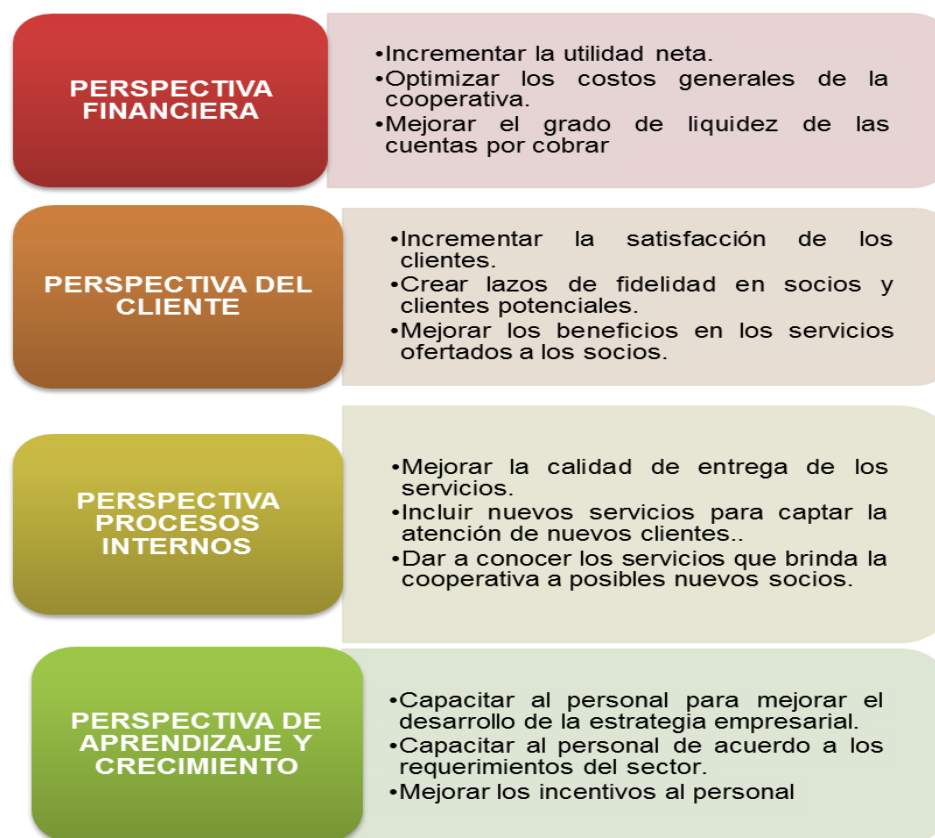 PERSPECTIVA
FINANCIERA
•Incrementar la utilidad neta.
•Optimizar los costos generales de la
cooperativa.
•Mejorar el grado de liquidez de las
cuentas por cobrar
PERSPECTIVA DEL
CLIENTE
•Incrementar la satisfacción de los
clientes.
•Crear lazos de fidelidad en socios y
clientes potenciales.
•Mejorar los beneficios en los servicios
ofertados a los socios.
PERSPECTIVA
PROCESOS
INTERNOS
•Mejorar la calidad de entrega de los
servicios.
•Incluir nuevos servicios para captar la
atención de nuevos clientes..
•Dar a conocer los servicios que brinda la
cooperativa a posibles nuevos socios.
PERSPECTIVA DE
APRENDIZAJE Y
CRECIMIENTO
•Capacitar al personal para mejorar el
desarrollo de la estrategia empresarial.
•Capacitar al personal de acuerdo a los
requerimientos del sector.
•Mejorar los incentivos al personal